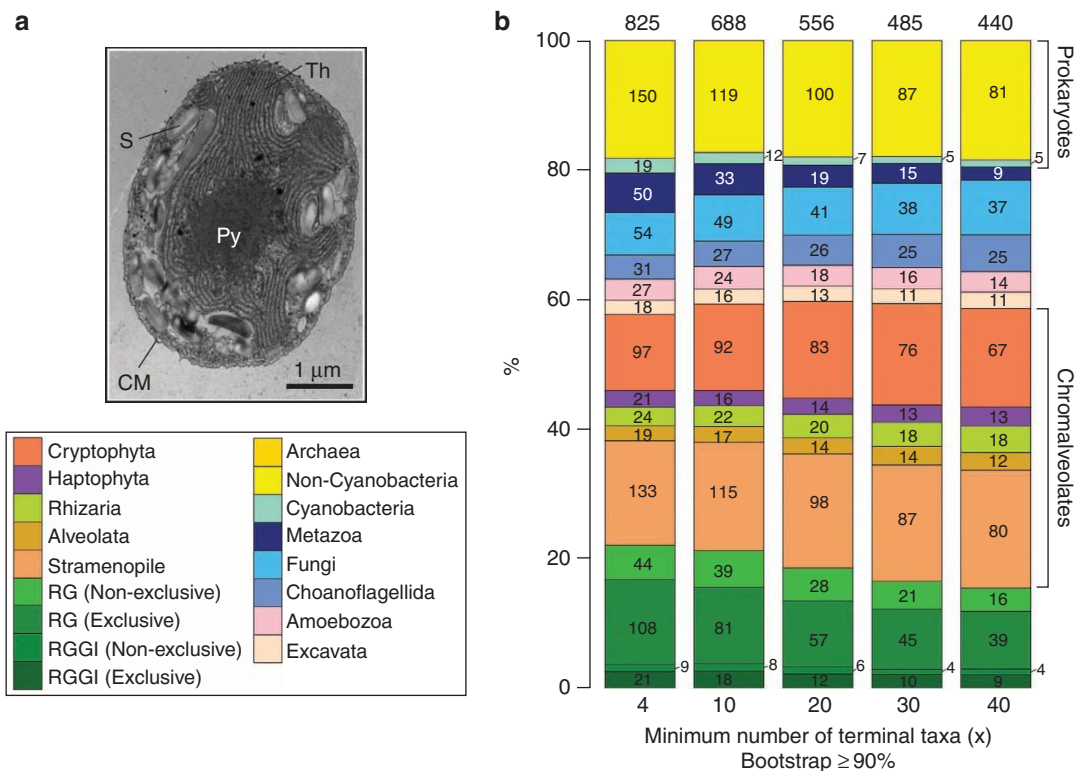 a
Th
S
Py
CM
1 μm
Cryptophyta
Haptophyta
Rhizaria
Alveolata
Stramenopile
RG (Non-exclusive)
RG (Exclusive)
RGGI (Non-exclusive)
RGGI (Exclusive)
Archaea
Non-Cyanobacteria
Cyanobacteria
Metazoa
Fungi
Choanoflagellida
Amoebozoa
Excavata
b
825 688 556 485 440
100
80
60
40
20
0
%
150 119 100 87 81
19 12 7 5 5
50 33 19 15 9
54 49 41 38 37
31 27 26 25 25
27 24 18 16 14
18 16 13 11 11
97 92 83 76 67
21 16 14 13 13
24 22 20 18 18
19 17 14 14 12
133 115 98 87 80
44 39 28 21 16
108 81 57 45 39
9 8 6 4 4
21 18 12 10 9
Prokaryotes
Chromalveolates
4 10 20 30 40
Minimum number of terminal taxa (x)
Bootstrap ≥ 90%